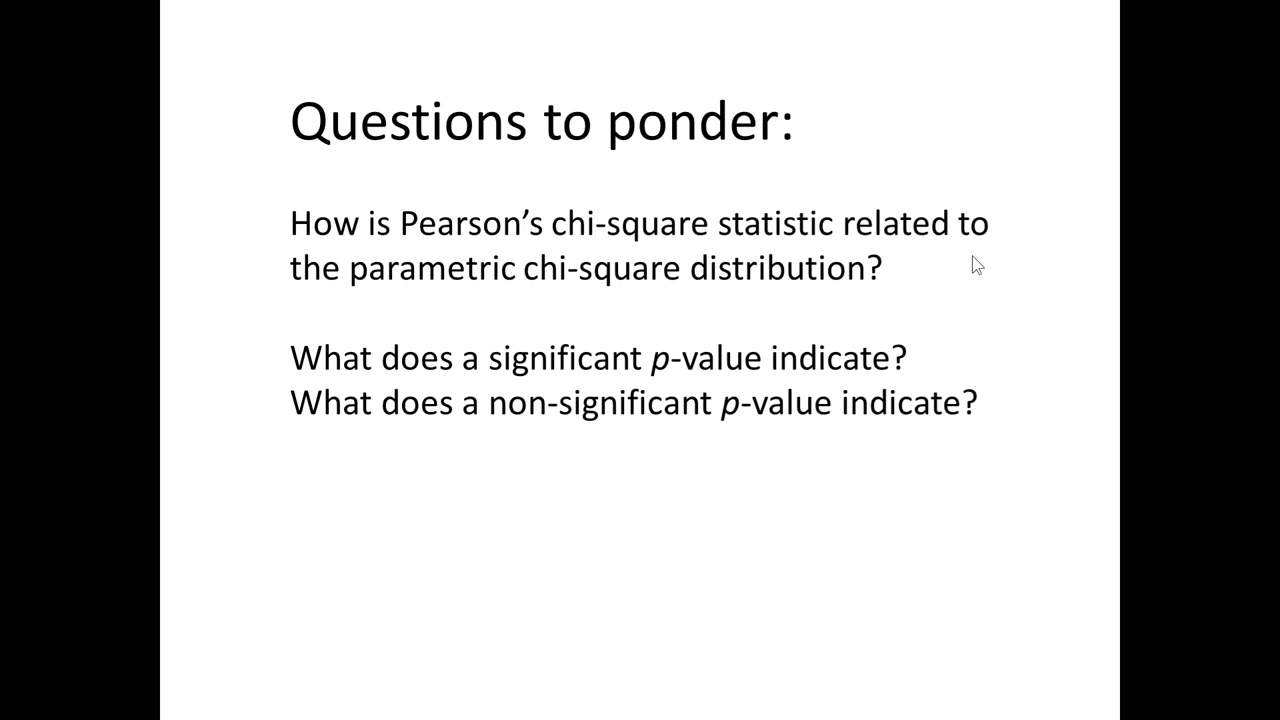 Questions to ponder:
How is Pearson’s chi-square statistic related to
the parametric chi-square distribution?
What does a significant p-value indicate?
What does a non-significant p-value indicate?